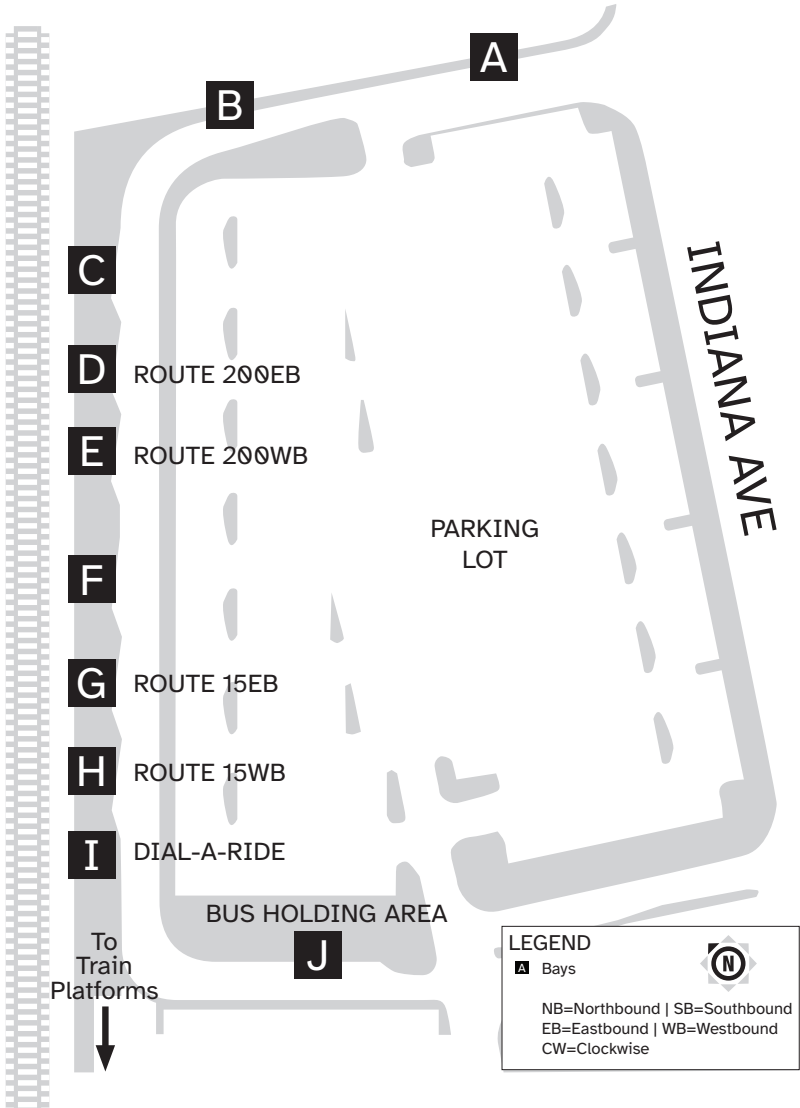 A
B
C
D ROUTE 200EB
E ROUTE 200WB
INDIANA AVE
PARKING
LOT
F
G ROUTE 15EB
H ROUTE 15WB
I DIAL-A-RIDE
BUS HOLDING AREA
J
To
Train
Platforms
LEGEND
A Bays
N
NB=Northbound | SB=Southbound
EB=Eastbound | WB=Westbound
CW=Clockwise